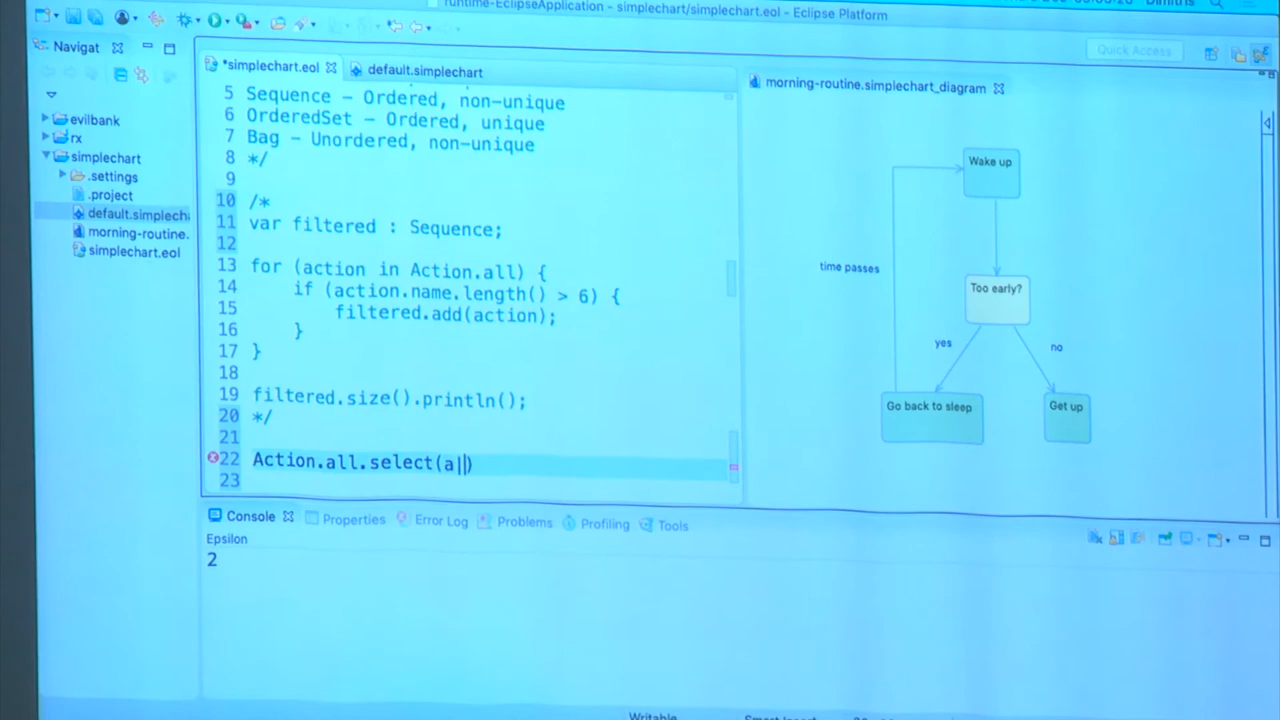 runtime-EclipseApplication - simplechart/simplechart.eol - Eclipse Platform
Quick Access
Navigat
evilbank
rx
simplechart
.settings
.project
default.simplech
morning-routine.
simplechart.eol
*simplechart.eol
default.simplechart
5 Sequence – Ordered, non-unique
6 OrderedSet – Ordered, unique
7 Bag – Unordered, non-unique
8 */
9
10 /*
11 var filtered : Sequence;
12
13 for (action in Action.all) {
14 if (action.name.length() > 6) {
15 filtered.add(action);
16 }
17 }
18
19 filtered.size().println();
20 */
21
22 Action.all.select(a|)
23
morning-routine.simplechart_diagram
Wake up
time passes
Too early?
yes
no
Go back to sleep
Get up
Console
Properties
Error Log
Problems
Profiling
Tools
Epsilon
2
Writable